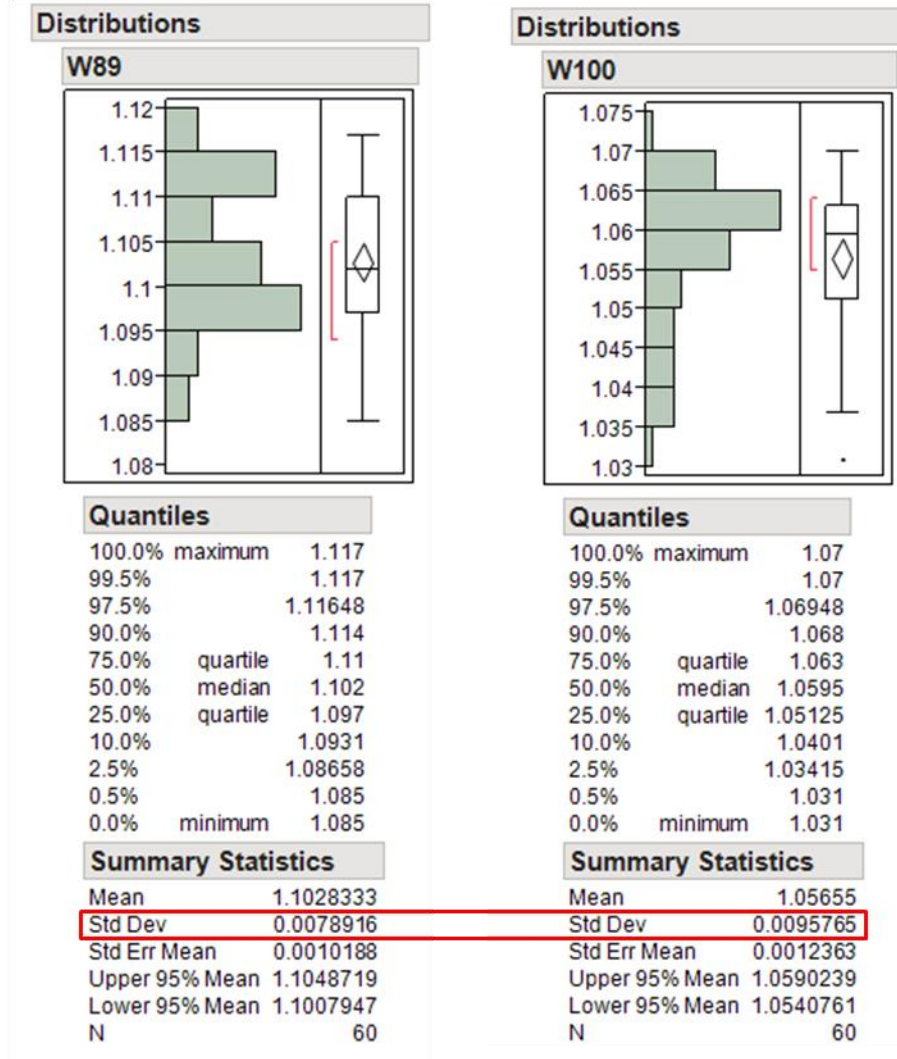 Distributions
W89
1.12
1.115
1.11
1.105
1.1
1.095
1.09
1.085
1.08
Quantiles
100.0% maximum 1.117
99.5% 1.117
97.5% 1.11648
90.0% 1.114
75.0% quartile 1.11
50.0% median 1.102
25.0% quartile 1.097
10.0% 1.0931
2.5% 1.08658
0.5% 1.085
0.0% minimum 1.085
Summary Statistics
Mean 1.1028333
Std Dev 0.0078916
Std Err Mean 0.0010188
Upper 95% Mean 1.1048719
Lower 95% Mean 1.1007947
N 60
Distributions
W100
1.075
1.07
1.065
1.06
1.055
1.05
1.045
1.04
1.035
1.03
Quantiles
100.0% maximum 1.07
99.5% 1.07
97.5% 1.06948
90.0% 1.068
75.0% quartile 1.063
50.0% median 1.0595
25.0% quartile 1.05125
10.0% 1.0401
2.5% 1.03415
0.5% 1.031
0.0% minimum 1.031
Summary Statistics
Mean 1.05655
Std Dev 0.0095765
Std Err Mean 0.0012363
Upper 95% Mean 1.0590239
Lower 95% Mean 1.0540761
N 60